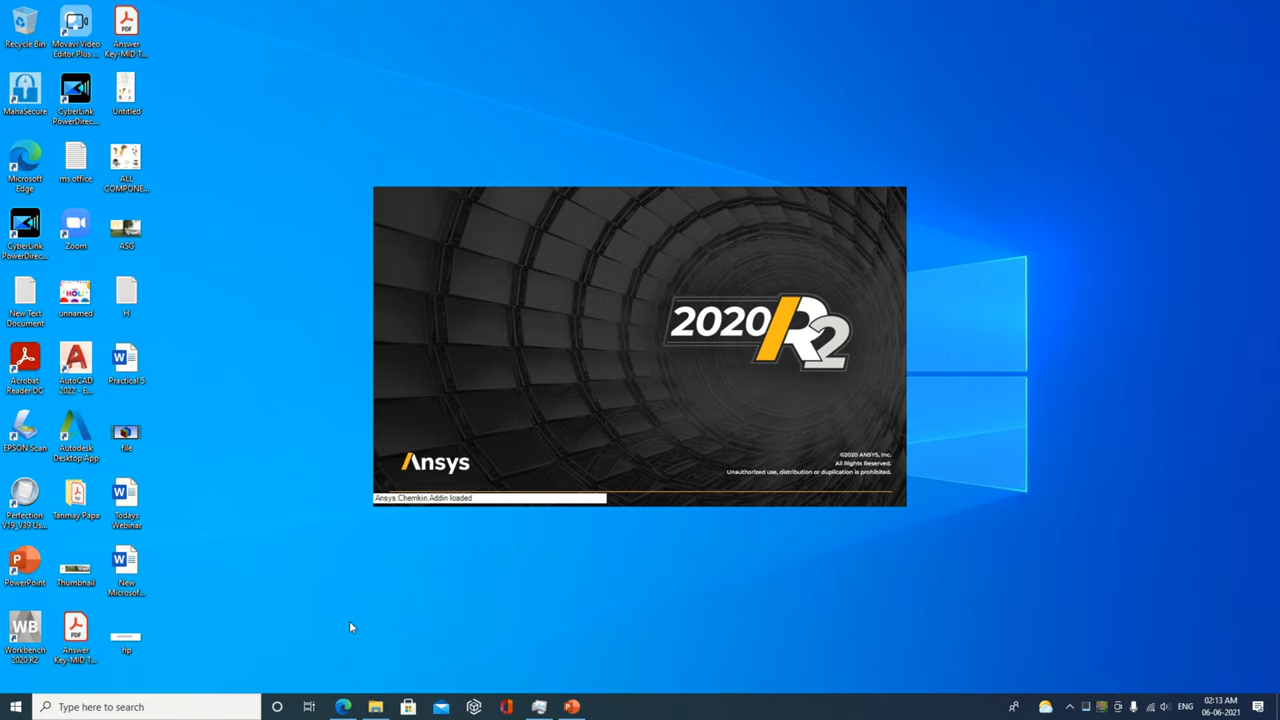 Recycle Bin
Movavi Video
Editor Plus ...
Answer
Key-MID T...
MahaSecure
CyberLink
PowerDirec...
Untitled
Microsoft
Edge
ms office
ALL
COMPONE...
CyberLink
PowerDirec...
Zoom
ASG
New Text
Document
unnamed
H
Acrobat
Reader DC
AutoCAD
2022 - E...
Practical 5
EPSON Scan
Autodesk
Desktop App
file
Perfection
V19_V39 Us...
Tanmay Papa
Todays
Webinar
PowerPoint
Thumbnail
New
Microsof...
WB
Workbench
2020 R2
PDF
Answer
Key-MID T...
hp
2020 R2
Ansys
©2020 ANSYS, Inc.
All Rights Reserved.
Unauthorized use, distribution or duplication is prohibited.
Ansys.Chemkin.Addin loaded
Type here to search
ENG
02:13 AM
06-06-2021